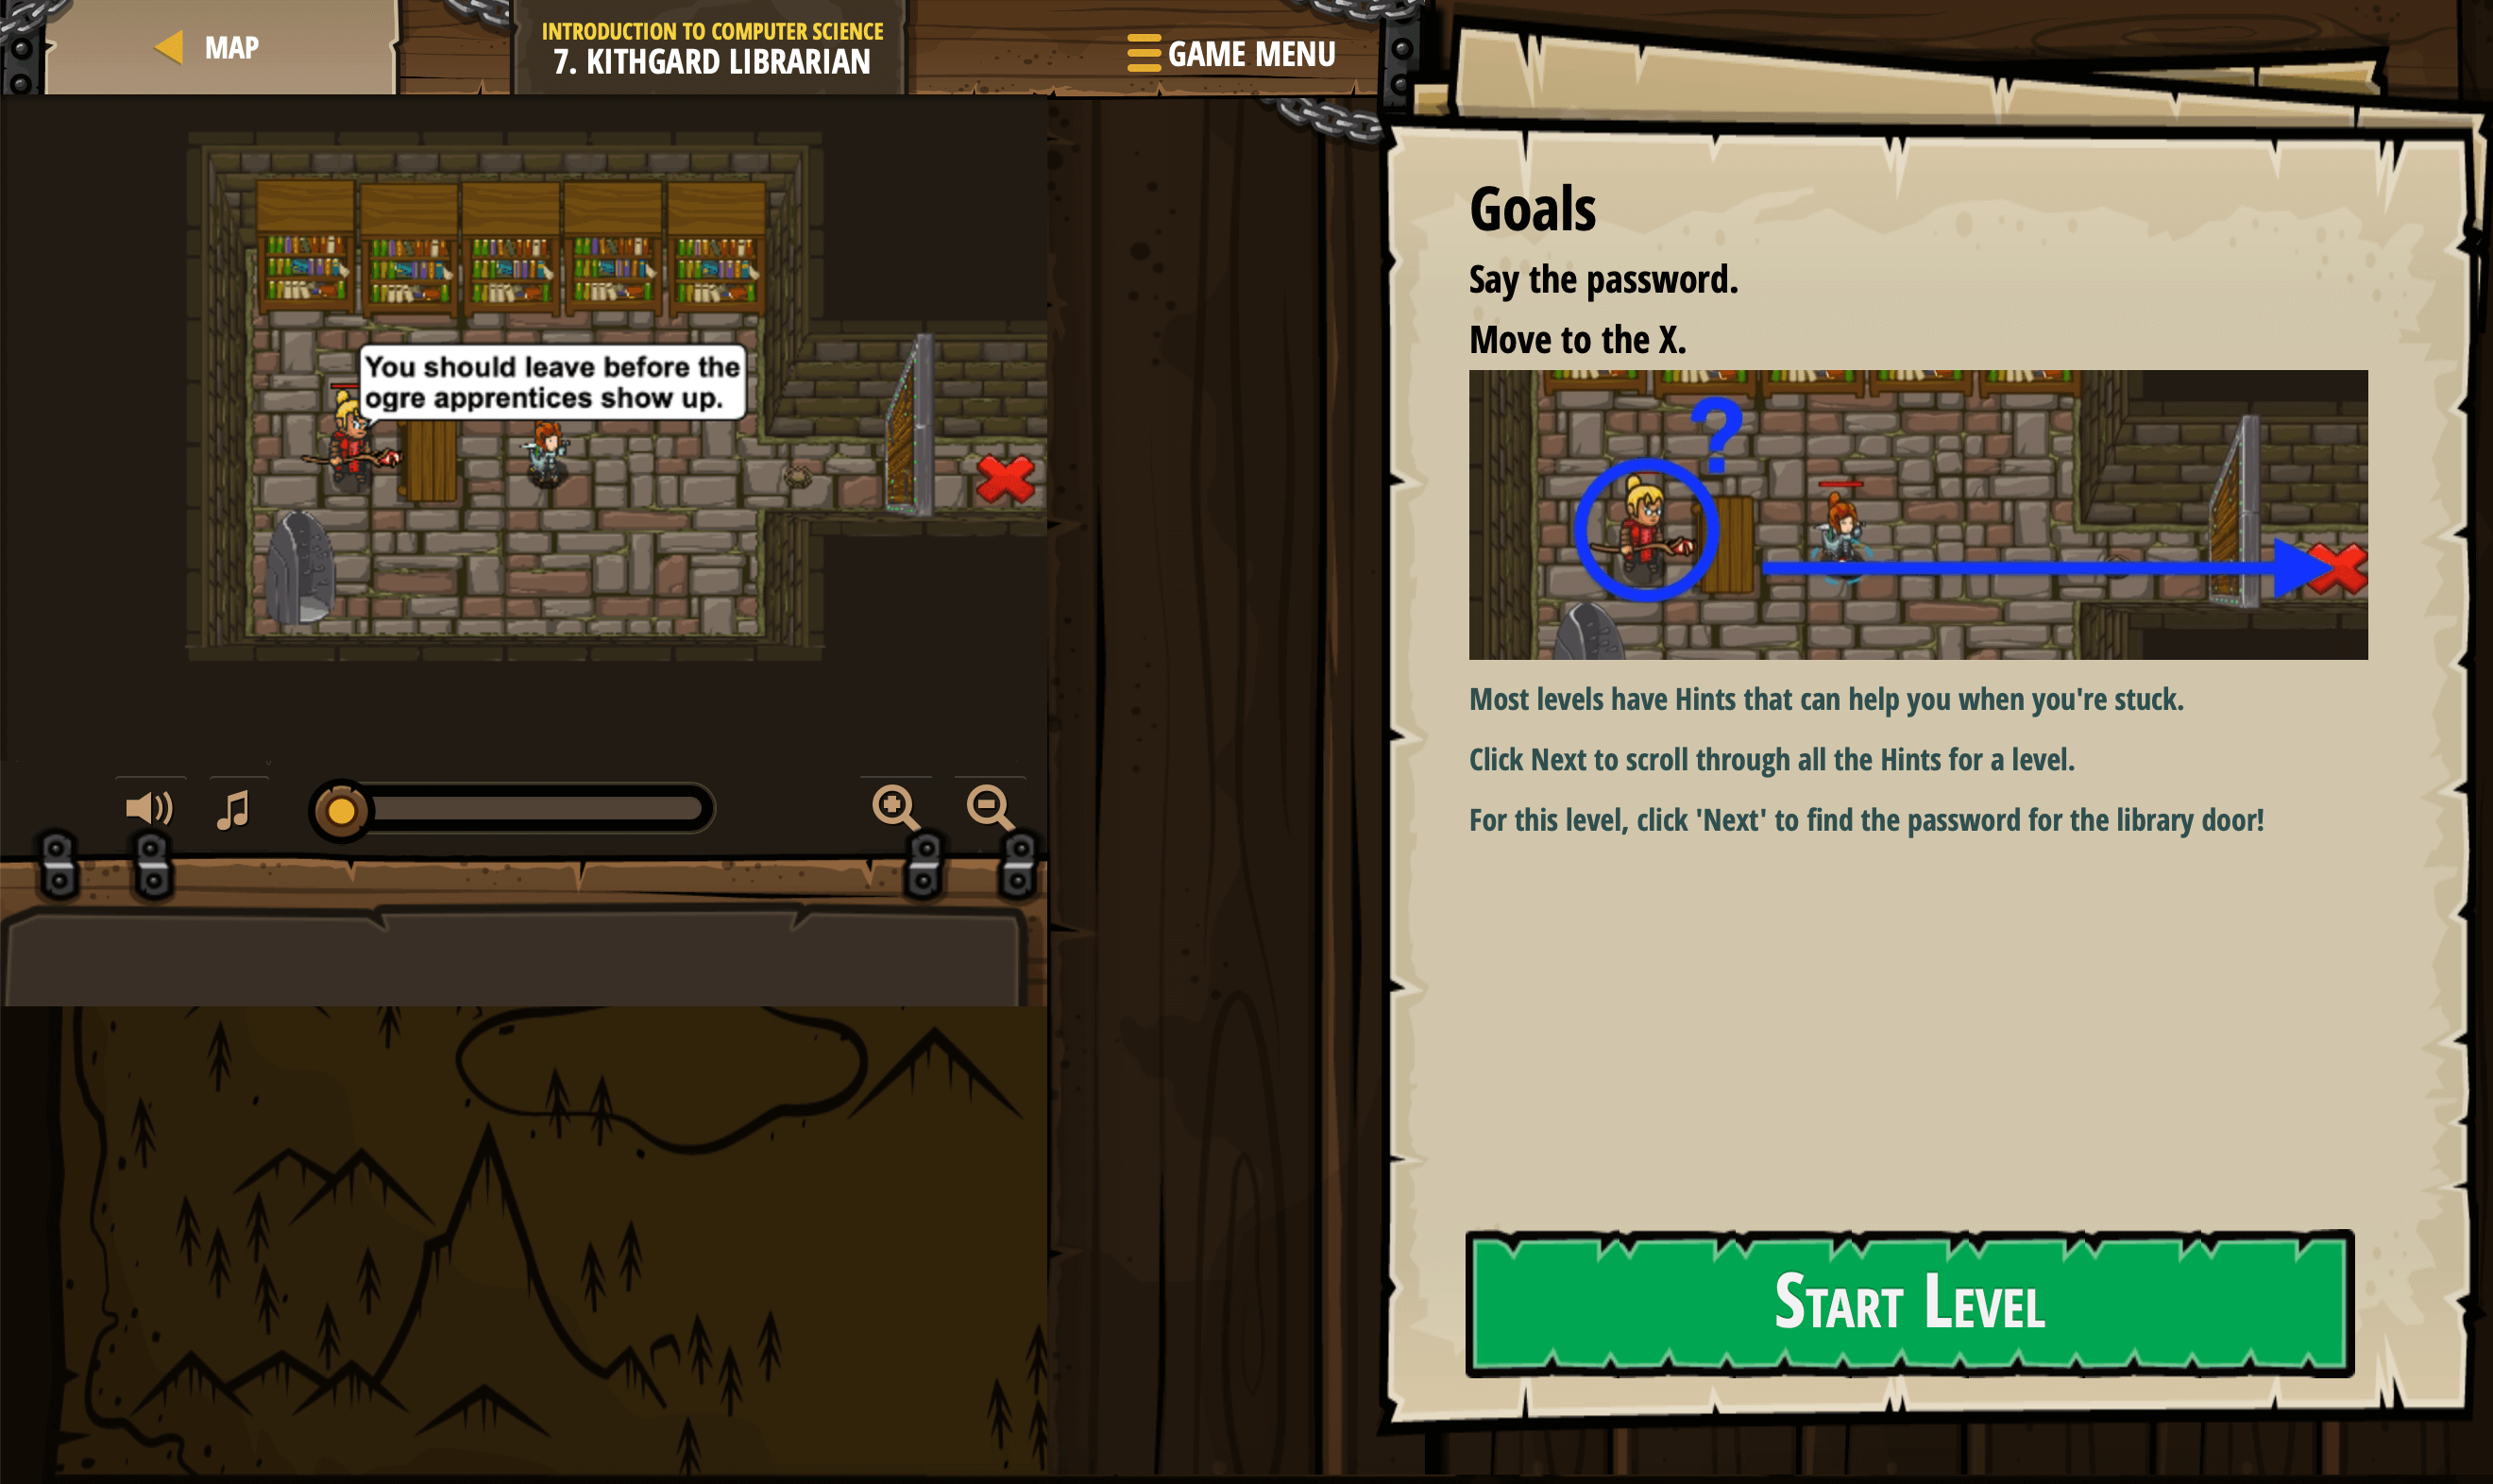 MAP
INTRODUCTION TO COMPUTER SCIENCE
7. KITHGARD LIBRARIAN
GAME MENU
You should leave before the
ogre apprentices show up.
Goals
Say the password.
Move to the X.
?
Most levels have Hints that can help you when you're stuck.
Click Next to scroll through all the Hints for a level.
For this level, click 'Next' to find the password for the library door!
START LEVEL